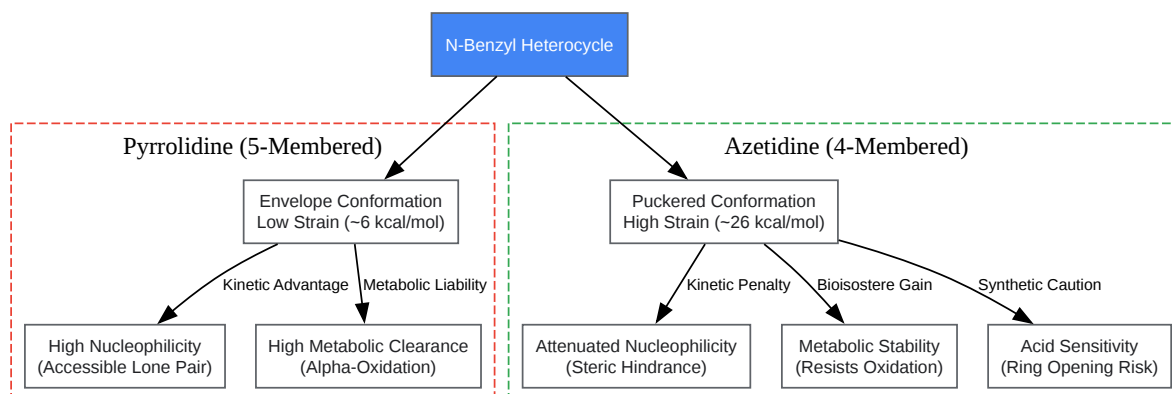 N-Benzyl Heterocycle
Pyrrolidine (5-Membered)
Azetidine (4-Membered)
Envelope Conformation
Low Strain (~6 kcal/mol)
Puckered Conformation
High Strain (~26 kcal/mol)
Kinetic Advantage
Metabolic Liability
Kinetic Penalty
Bioisostere Gain
Synthetic Caution
High Nucleophilicity
(Accessible Lone Pair)
High Metabolic Clearance
(Alpha-Oxidation)
Attenuated Nucleophilicity
(Steric Hindrance)
Metabolic Stability
(Resists Oxidation)
Acid Sensitivity
(Ring Opening Risk)